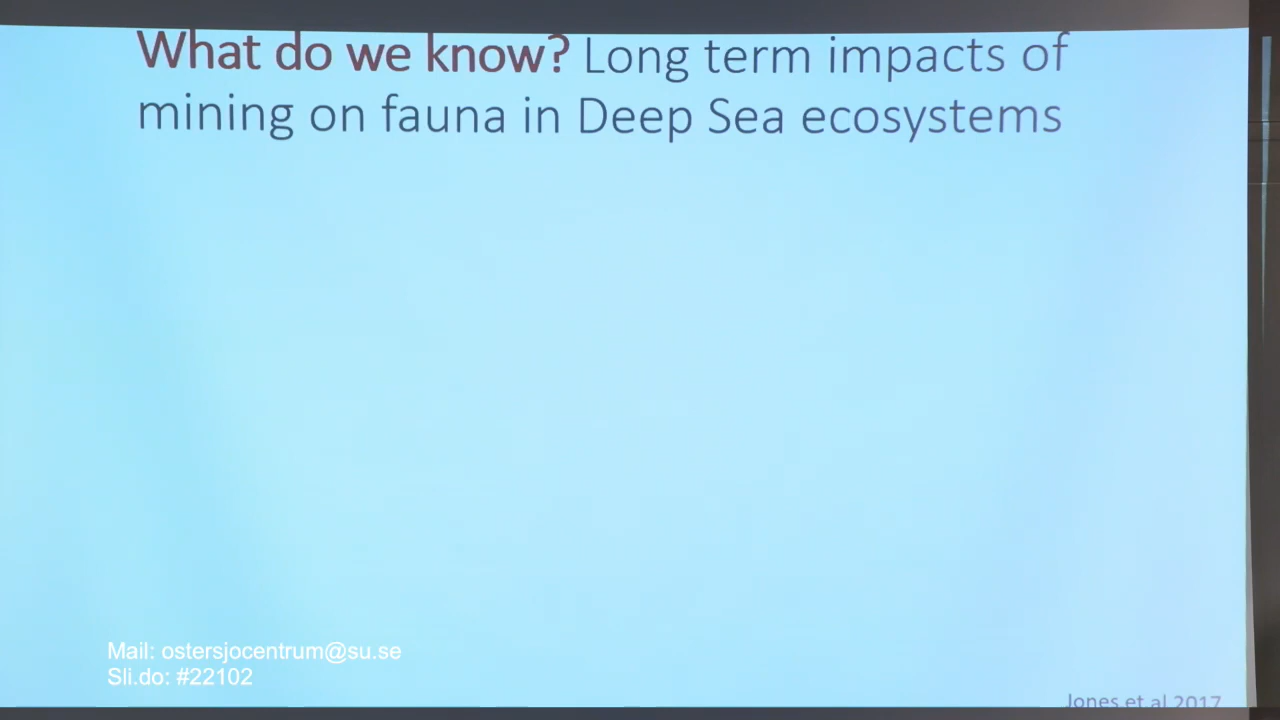 What do we know? Long term impacts of
mining on fauna in Deep Sea ecosystems
Mail: ostersjocentrum@su.se
Sli.do: #22102
Jones et al 2017